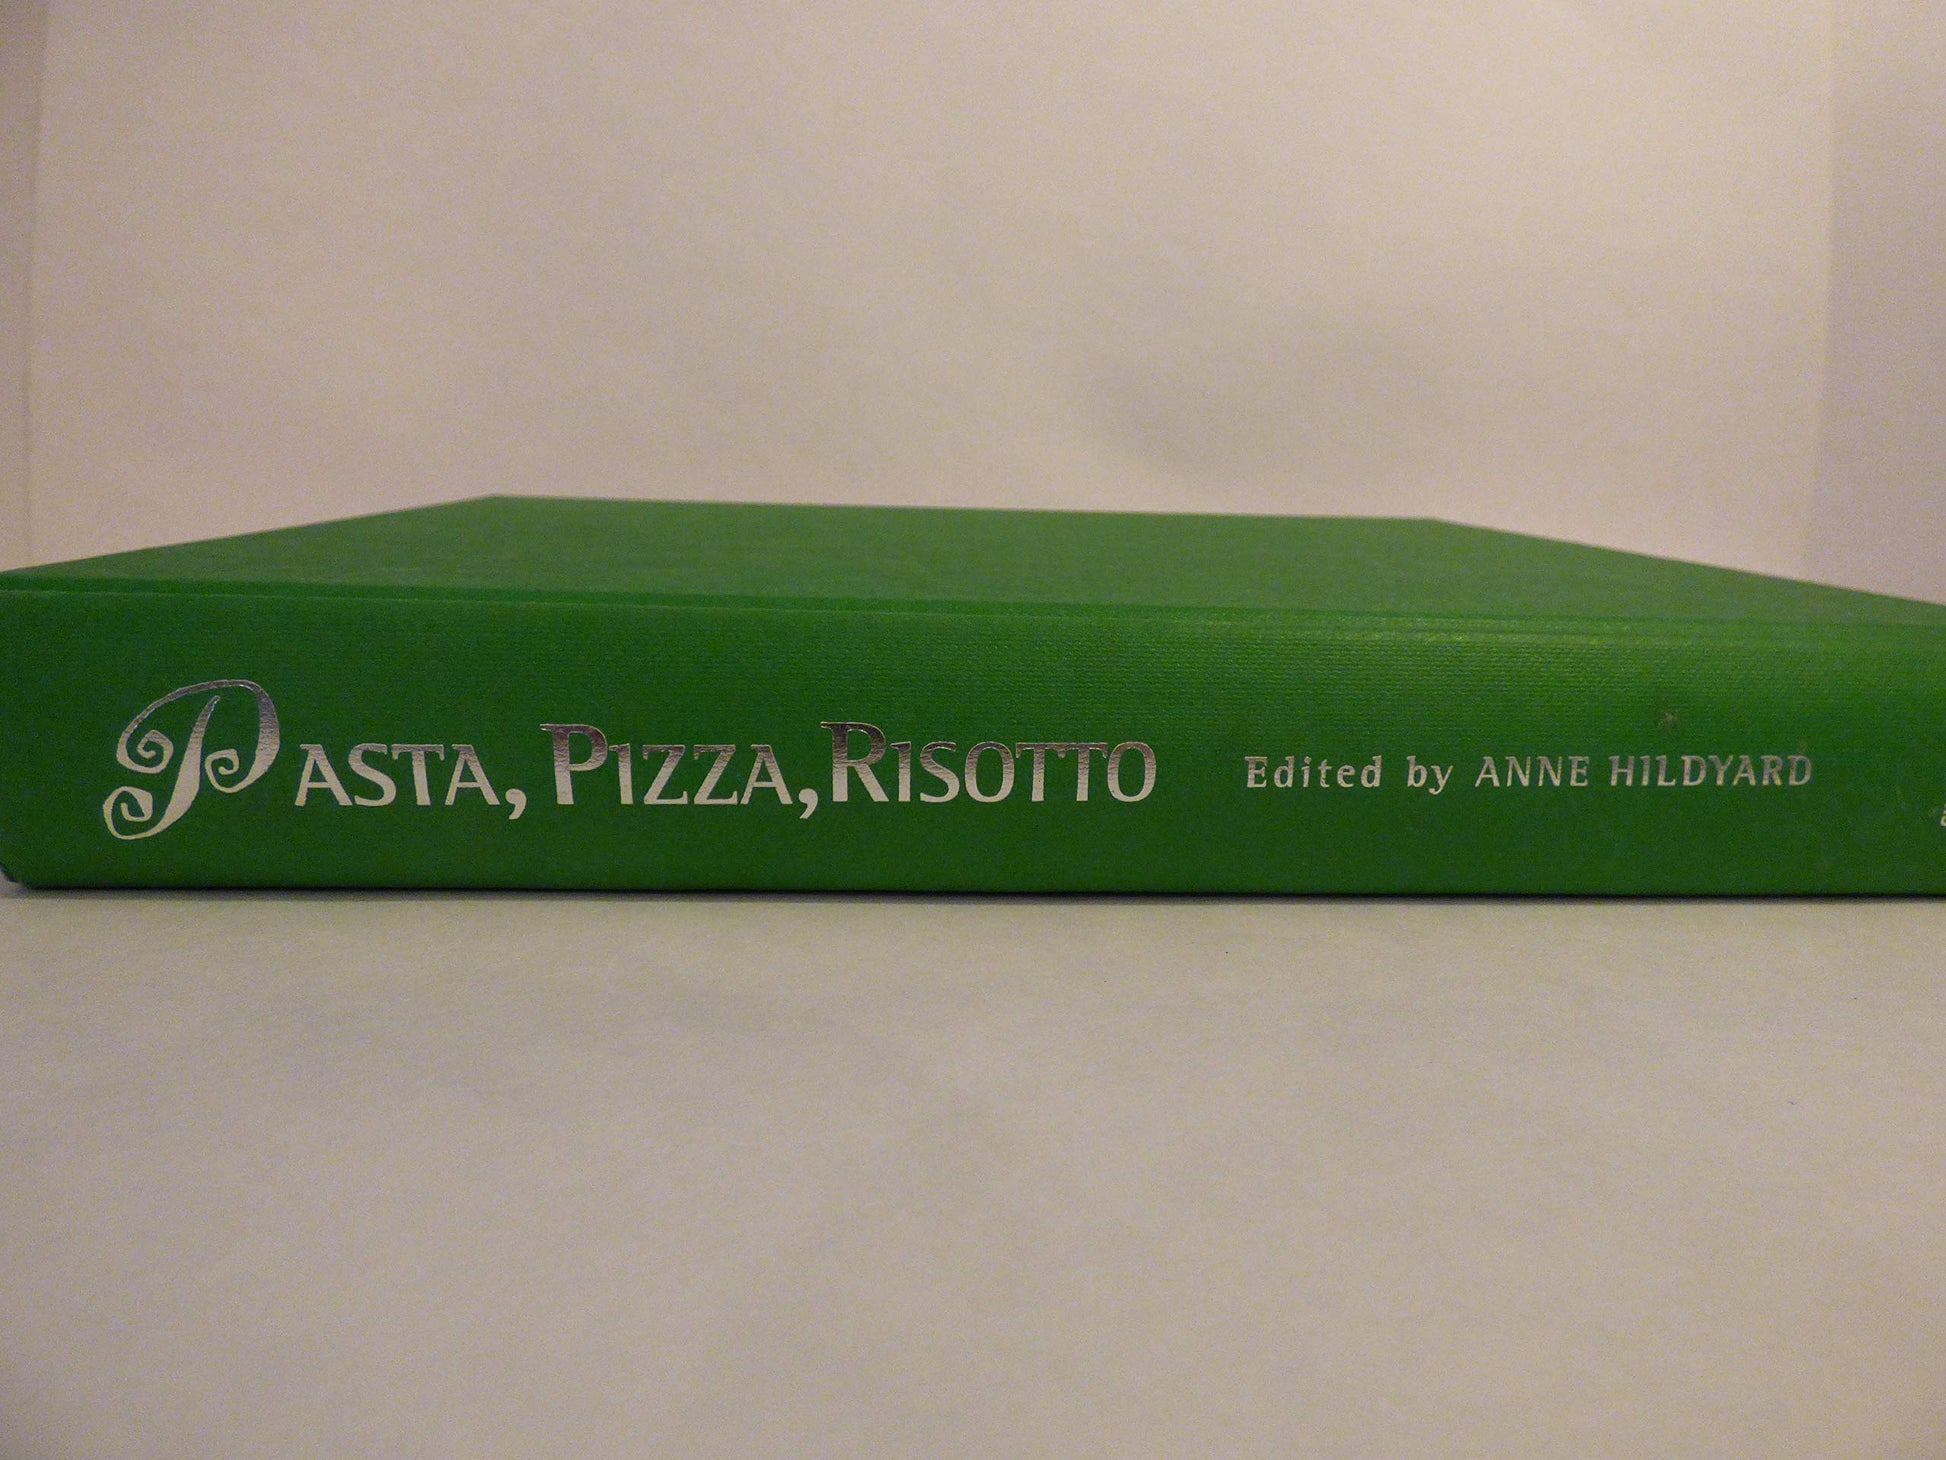 PASTA, PIZZA, RISOTTO Edited by ANNE HILDYARD